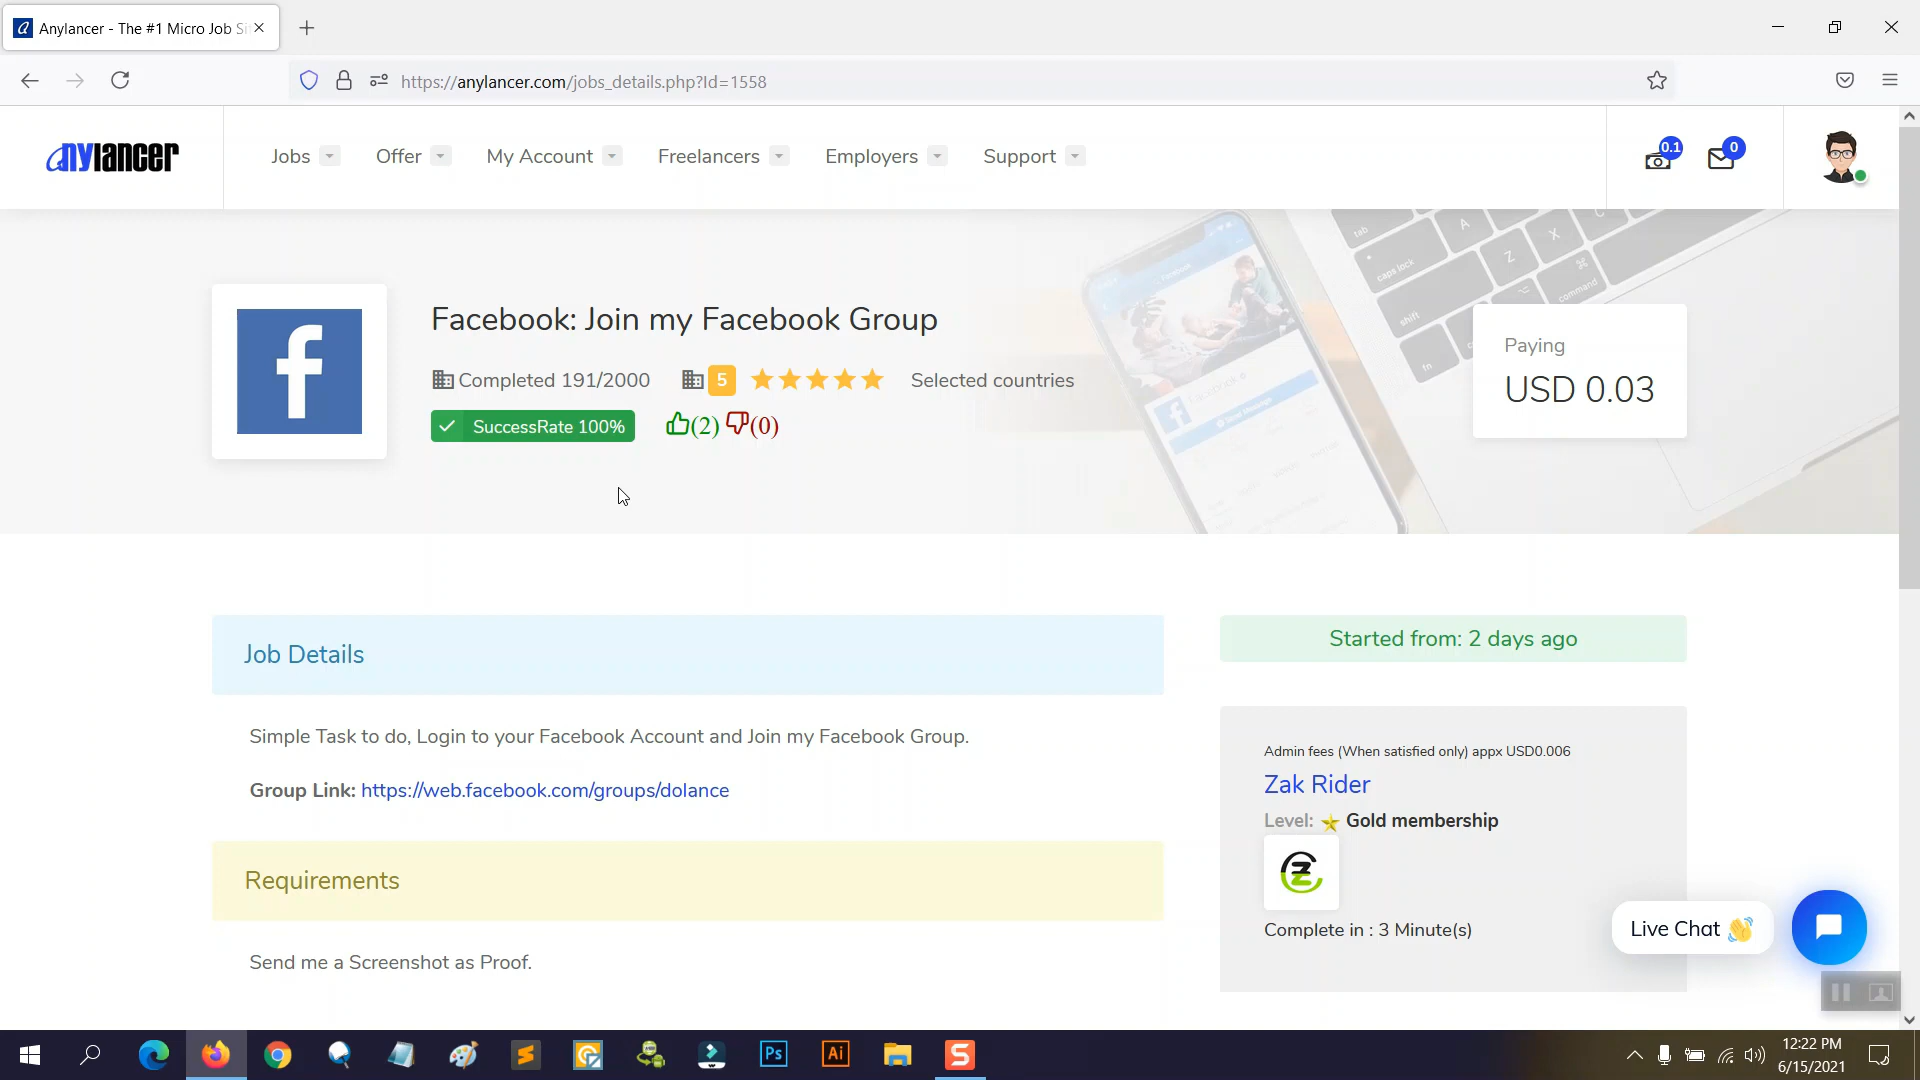 Anylancer - The #1 Micro Job Si
https://anylancer.com/jobs_details.php?Id=1558
anylancer
Jobs Offer My Account Freelancers Employers Support
0.1 0
Facebook: Join my Facebook Group
Completed 191/2000 5 Selected countries
SuccessRate 100% (2) (0)
Paying
USD 0.03
Job Details
Simple Task to do, Login to your Facebook Account and Join my Facebook Group.
Group Link: https://web.facebook.com/groups/dolance
Requirements
Send me a Screenshot as Proof.
Started from: 2 days ago
Admin fees (When satisfied only) appx USD0.006
Zak Rider
Level: Gold membership
Complete in : 3 Minute(s)
Live Chat
Ps Ai S
12:22 PM
6/15/2021